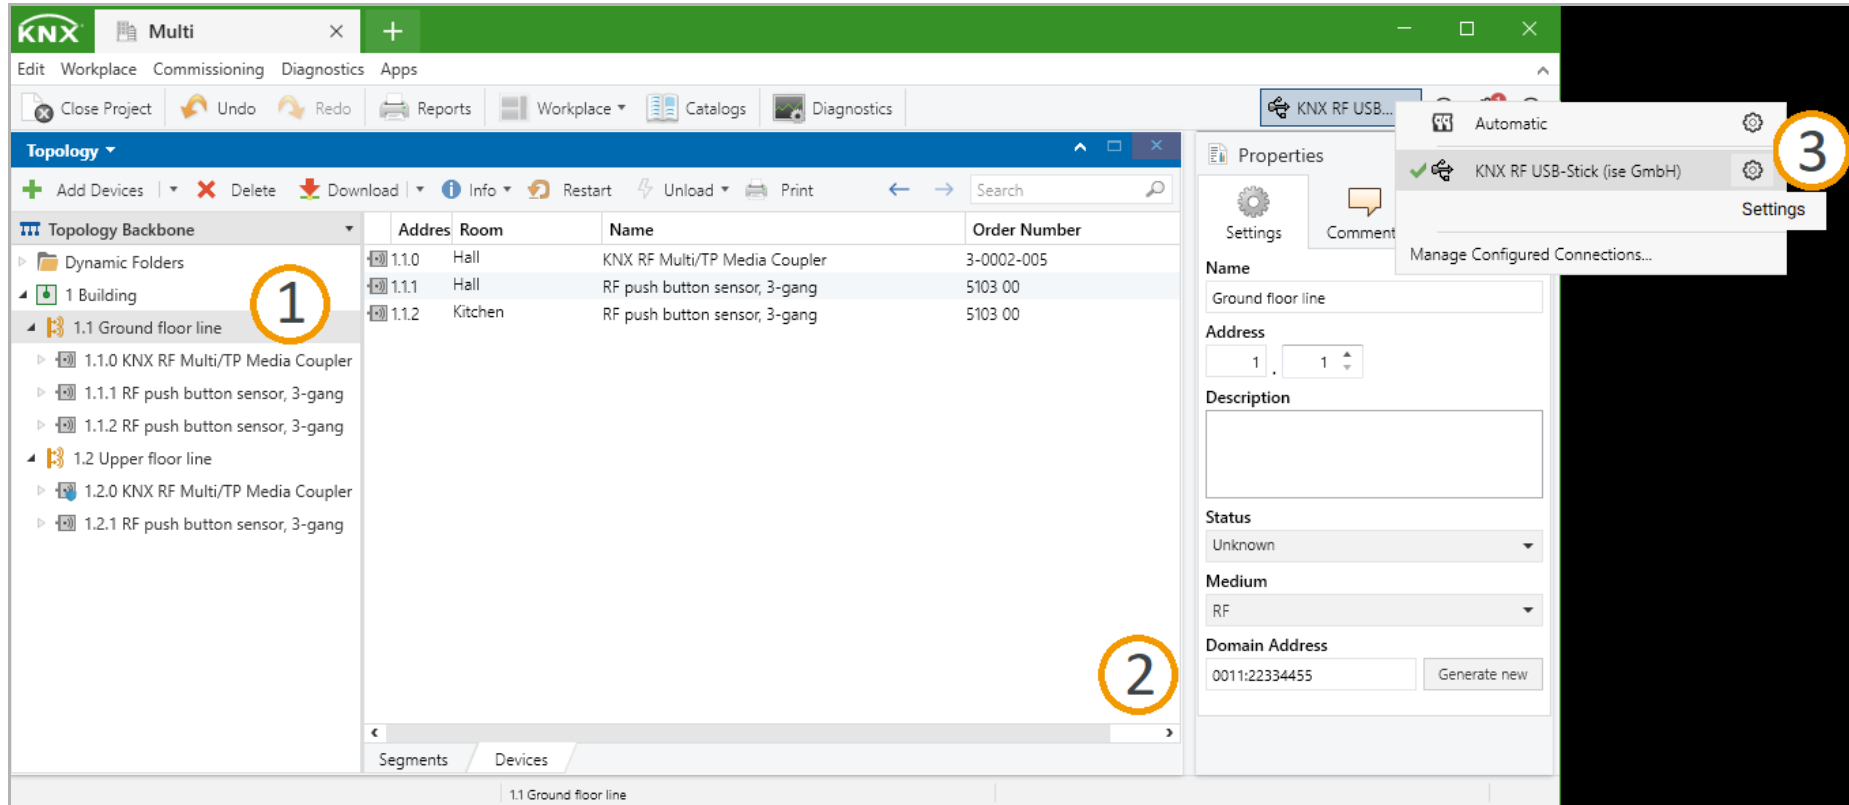 KNX Multi
Edit Workplace Commissioning Diagnostics Apps
Close Project Undo Redo Reports Workplace Catalogs Diagnostics KNX RF USB...
Automatic
KNX RF USB-Stick (ise GmbH)
Settings
Manage Configured Connections...
3
Topology
Add Devices Delete Download Info Restart Unload Print Search
Topology Backbone
Dynamic Folders
1 Building
1.1 Ground floor line
1.1.0 KNX RF Multi/TP Media Coupler
1.1.1 RF push button sensor, 3-gang
1.1.2 RF push button sensor, 3-gang
1.2 Upper floor line
1.2.0 KNX RF Multi/TP Media Coupler
1.2.1 RF push button sensor, 3-gang
1
Addres Room Name Order Number
1.1.0 Hall KNX RF Multi/TP Media Coupler 3-0002-005
1.1.1 Hall RF push button sensor, 3-gang 5103 00
1.1.2 Kitchen RF push button sensor, 3-gang 5103 00
2
Segments Devices
Properties
Settings Comment
Name
Ground floor line
Address
1 . 1
Description
Status
Unknown
Medium
RF
Domain Address
0011:22334455 Generate new
1.1 Ground floor line